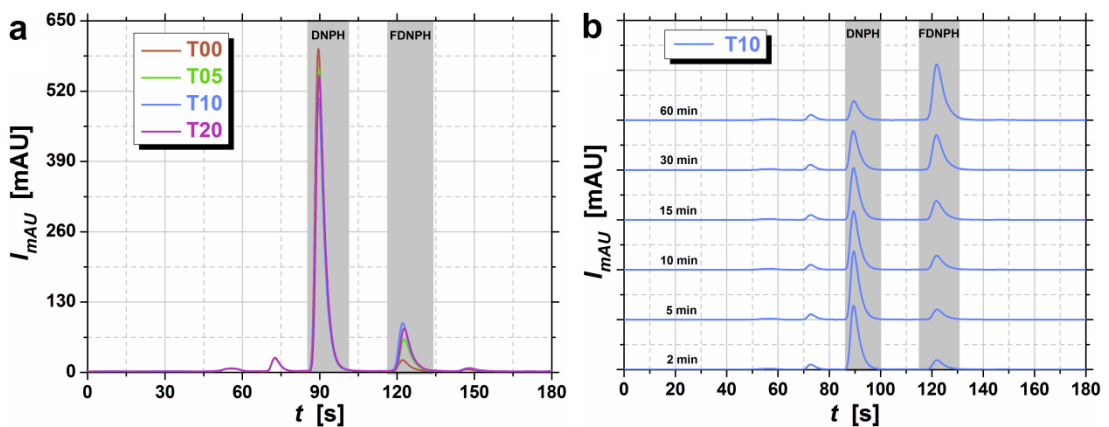 a
DNPH
FDNPH
T00
T05
T10
T20
650
520
390
260
130
0
I_mAU [mAU]
0 30 60 90 120 150 180
t [s]
b
DNPH
FDNPH
T10
60 min
30 min
15 min
10 min
5 min
2 min
I_mAU [mAU]
0 20 40 60 80 100 120 140 160 180
t [s]